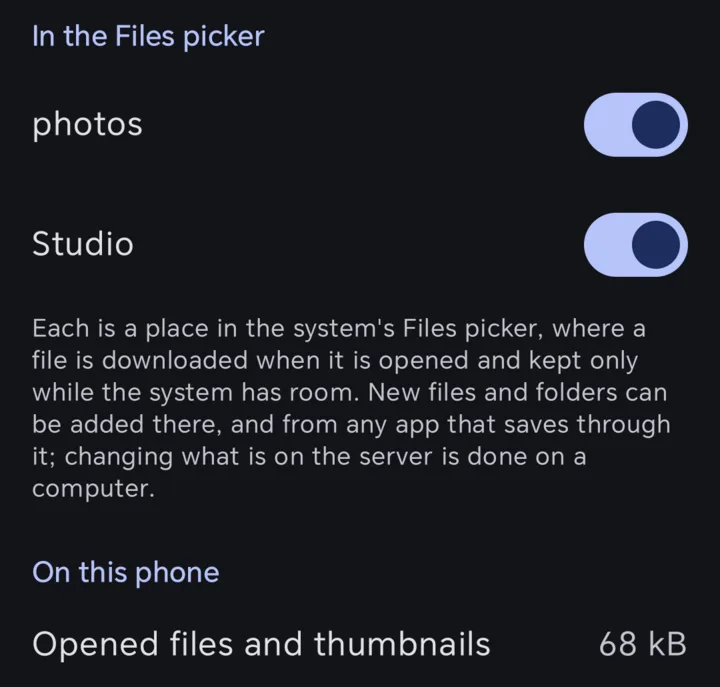 In the Files picker
photos
Studio
Each is a place in the system's Files picker, where a
file is downloaded when it is opened and kept only
while the system has room. New files and folders can
be added there, and from any app that saves through
it; changing what is on the server is done on a
computer.
On this phone
Opened files and thumbnails 68 kB